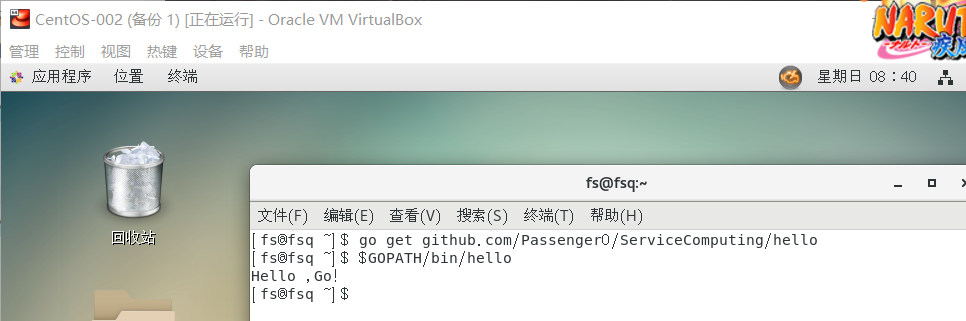 CentOS-002 (备份 1) [正在运行] - Oracle VM VirtualBox
管理 控制 视图 热键 设备 帮助
应用程序 位置 终端 星期日 08:40
回收站
fs@fsq:~
文件(F) 编辑(E) 查看(V) 搜索(S) 终端(T) 帮助(H)
[fs@fsq ~]$ go get github.com/Passenger0/ServiceComputing/hello
[fs@fsq ~]$ $GOPATH/bin/hello
Hello ,Go!
[fs@fsq ~]$